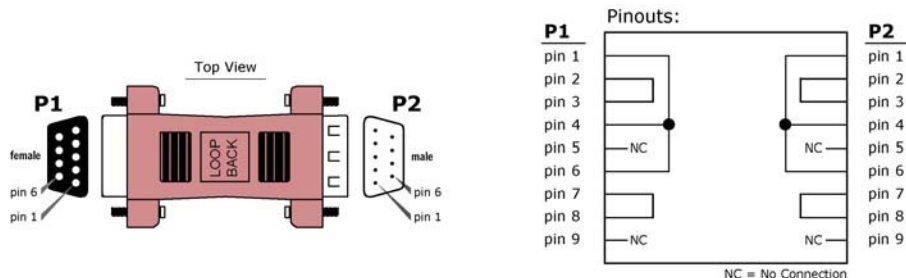 Top View
P1
P2
female
male
pin 6
pin 1
LOOP
BACK
pin 6
pin 1
Pinouts:
P1
P2
pin 1
pin 2
pin 3
pin 4
pin 5
pin 6
pin 7
pin 8
pin 9
NC
NC
NC
NC
pin 1
pin 2
pin 3
pin 4
pin 5
pin 6
pin 7
pin 8
pin 9
NC = No Connection